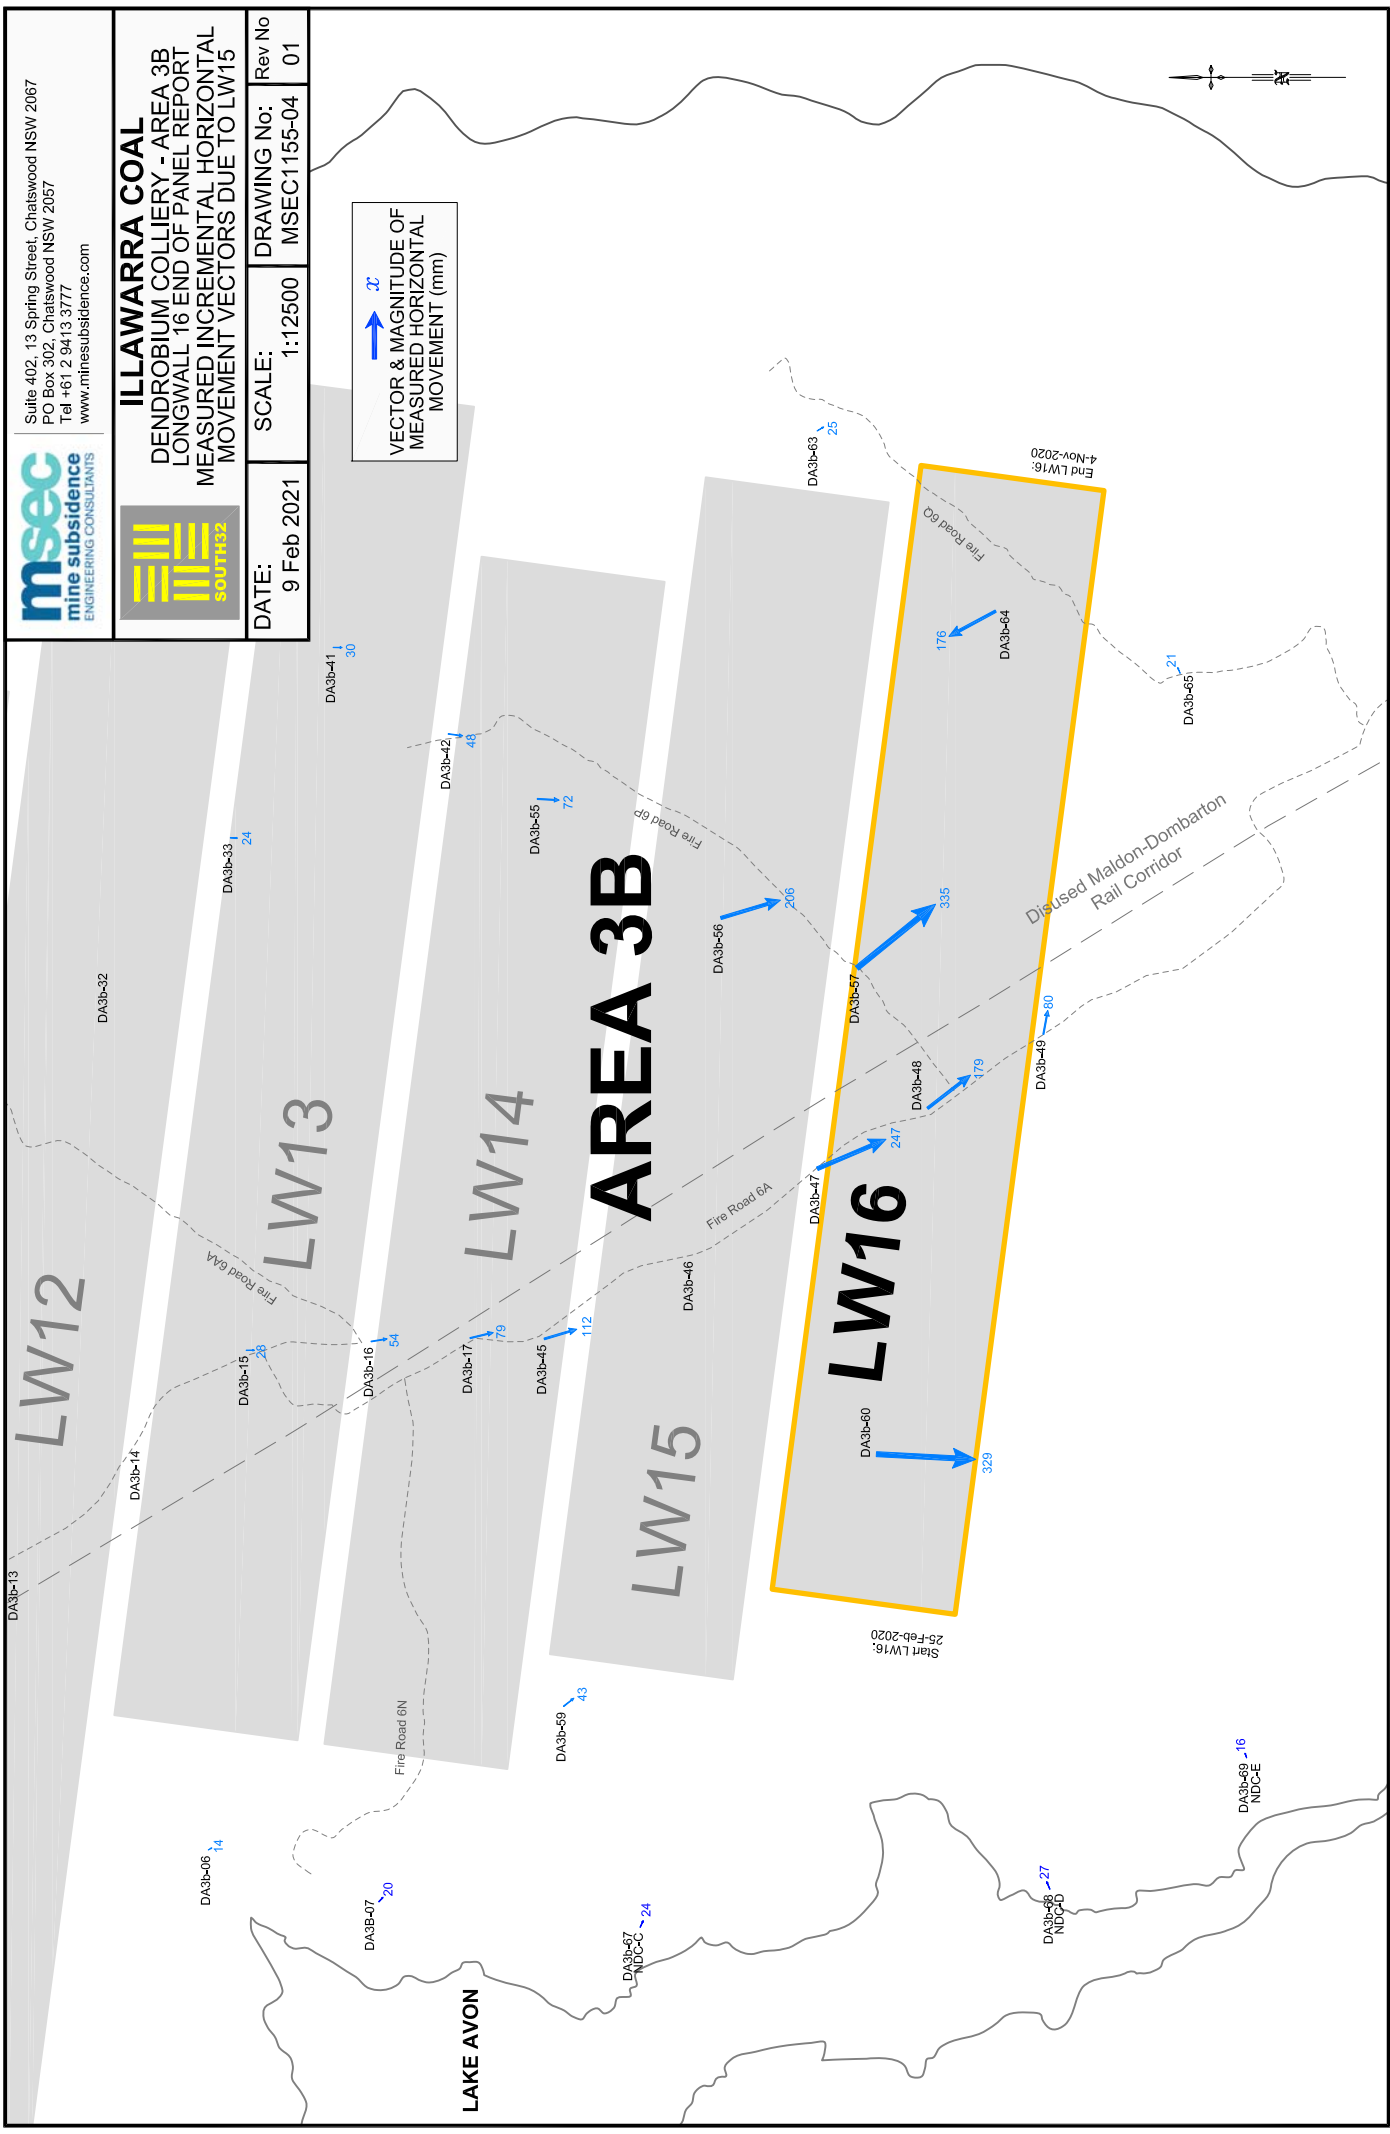 msec
mine subsidence
ENGINEERING CONSULTANTS
Suite 402, 13 Spring Street, Chatswood NSW 2067
PO Box 302, Chatswood NSW 2057
Tel +61 2 9413 3777
www.minesubsidence.com
SOUTH32
ILLAWARRA COAL
DENDROBIUM COLLIERY - AREA 3B
LONGWALL 16 END OF PANEL REPORT
MEASURED INCREMENTAL HORIZONTAL
MOVEMENT VECTORS DUE TO LW15
DATE:
9 Feb 2021
SCALE:
1:12500
DRAWING No:
MSEC1155-04
Rev No
01
x
VECTOR & MAGNITUDE OF
MEASURED HORIZONTAL
MOVEMENT (mm)
N
LW12
LW13
LW14
LW15
LW16
AREA 3B
LAKE AVON
DA3b-13
DA3b-14
DA3b-15
28
DA3b-16
54
DA3b-17
79
DA3b-45
112
DA3b-46
DA3b-47
247
DA3b-48
179
DA3b-49
80
DA3b-32
DA3b-33
24
DA3b-41
30
DA3b-42
48
DA3b-55
72
DA3b-56
206
DA3b-57
335
DA3b-60
329
DA3b-63
25
DA3b-64
176
DA3b-65
21
DA3b-59
43
DA3b-06
14
DA3B-07
20
DA3b-67
NDC-C
24
DA3b-68
NDC-D
27
DA3b-69
NDC-E
16
Fire Road 6AA
Fire Road 6N
Fire Road 6A
Fire Road 6P
Fire Road 6Q
Disused Maldon-Dombarton
Rail Corridor
Start LW16:
25-Feb-2020
End LW16:
4-Nov-2020